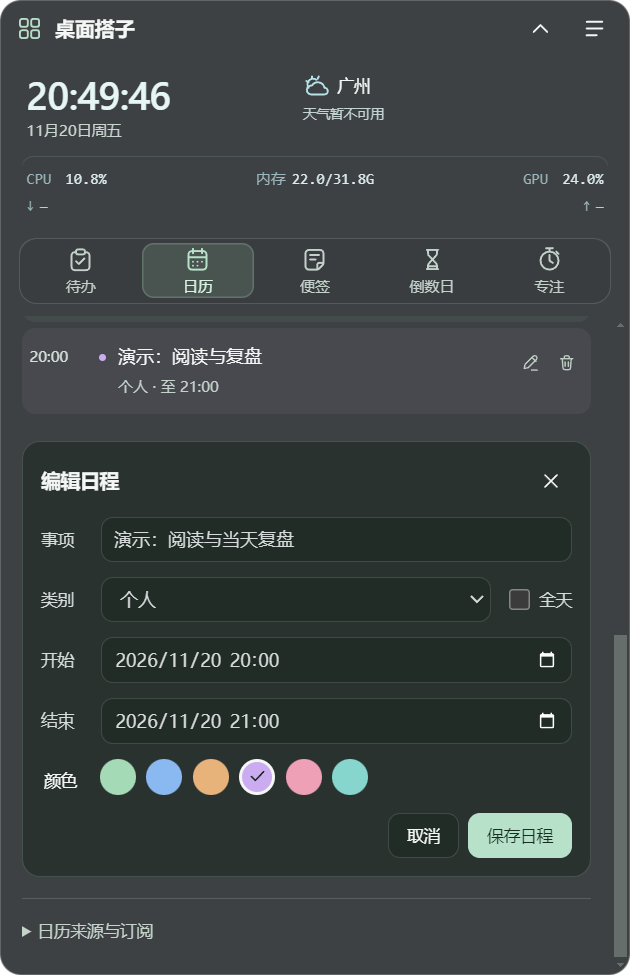 桌面搭子
20:49:46
11月20日周五
广州
天气暂不可用
CPU 10.8%
内存 22.0/31.8G
GPU 24.0%
↓ –
↑ –
待办
日历
便签
倒数日
专注
20:00
演示：阅读与复盘
个人 · 至 21:00
编辑日程
事项
演示：阅读与当天复盘
类别
个人
全天
开始
2026/11/20 20:00
结束
2026/11/20 21:00
颜色
取消
保存日程
日历来源与订阅